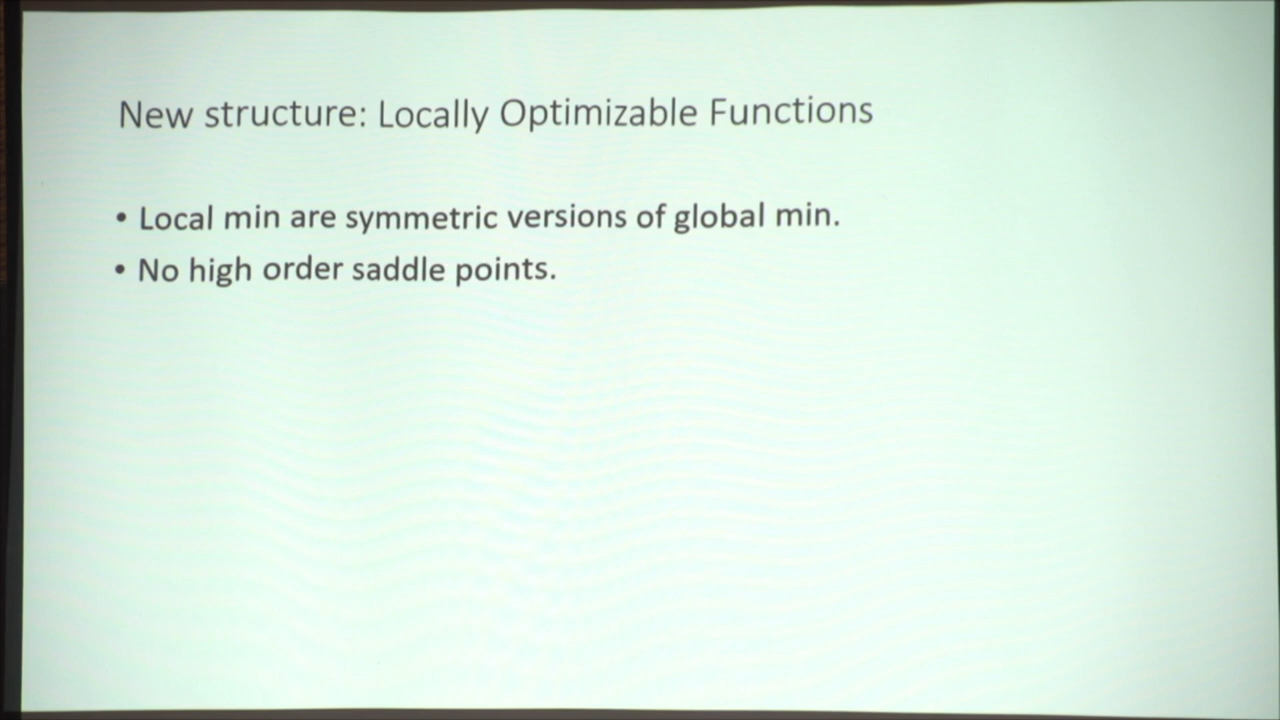 New structure: Locally Optimizable Functions
• Local min are symmetric versions of global min.
• No high order saddle points.